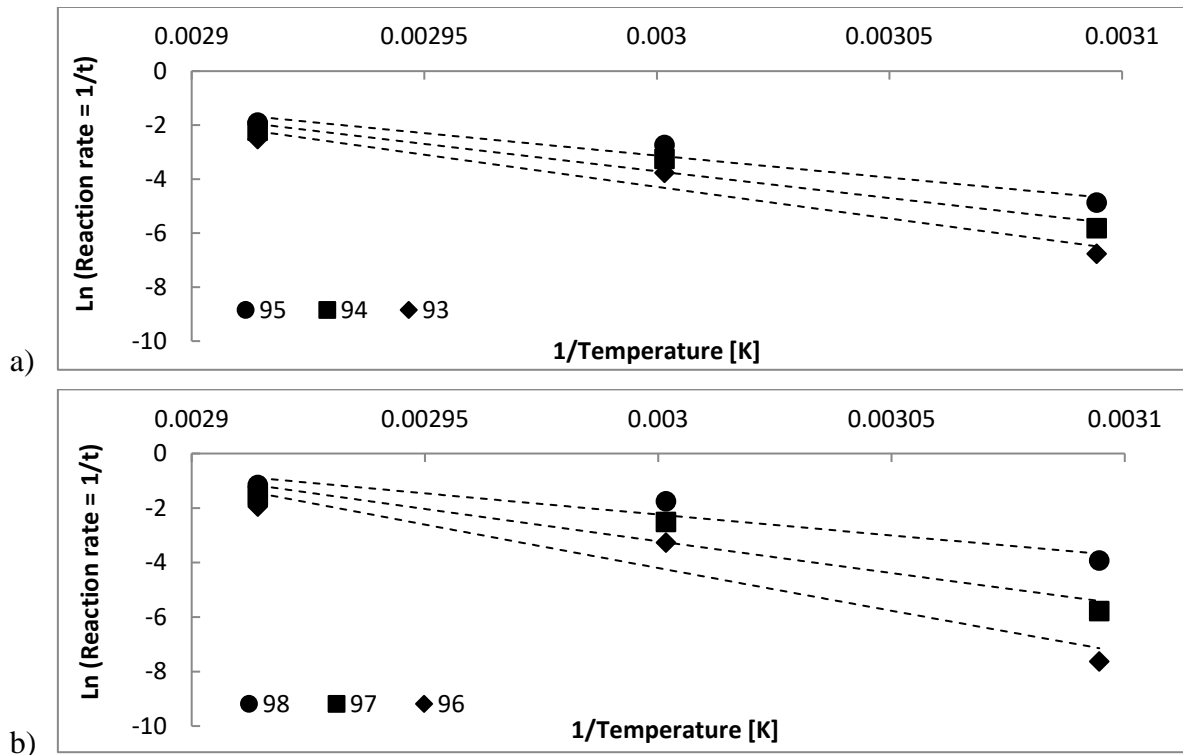 0.0029 0.00295 0.003 0.00305 0.0031
0
-2
-4
-6
-8
-10
Ln (Reaction rate = 1/t)
95 94 93
1/Temperature [K]
a)
0.0029 0.00295 0.003 0.00305 0.0031
0
-2
-4
-6
-8
-10
Ln (Reaction rate = 1/t)
98 97 96
1/Temperature [K]
b)